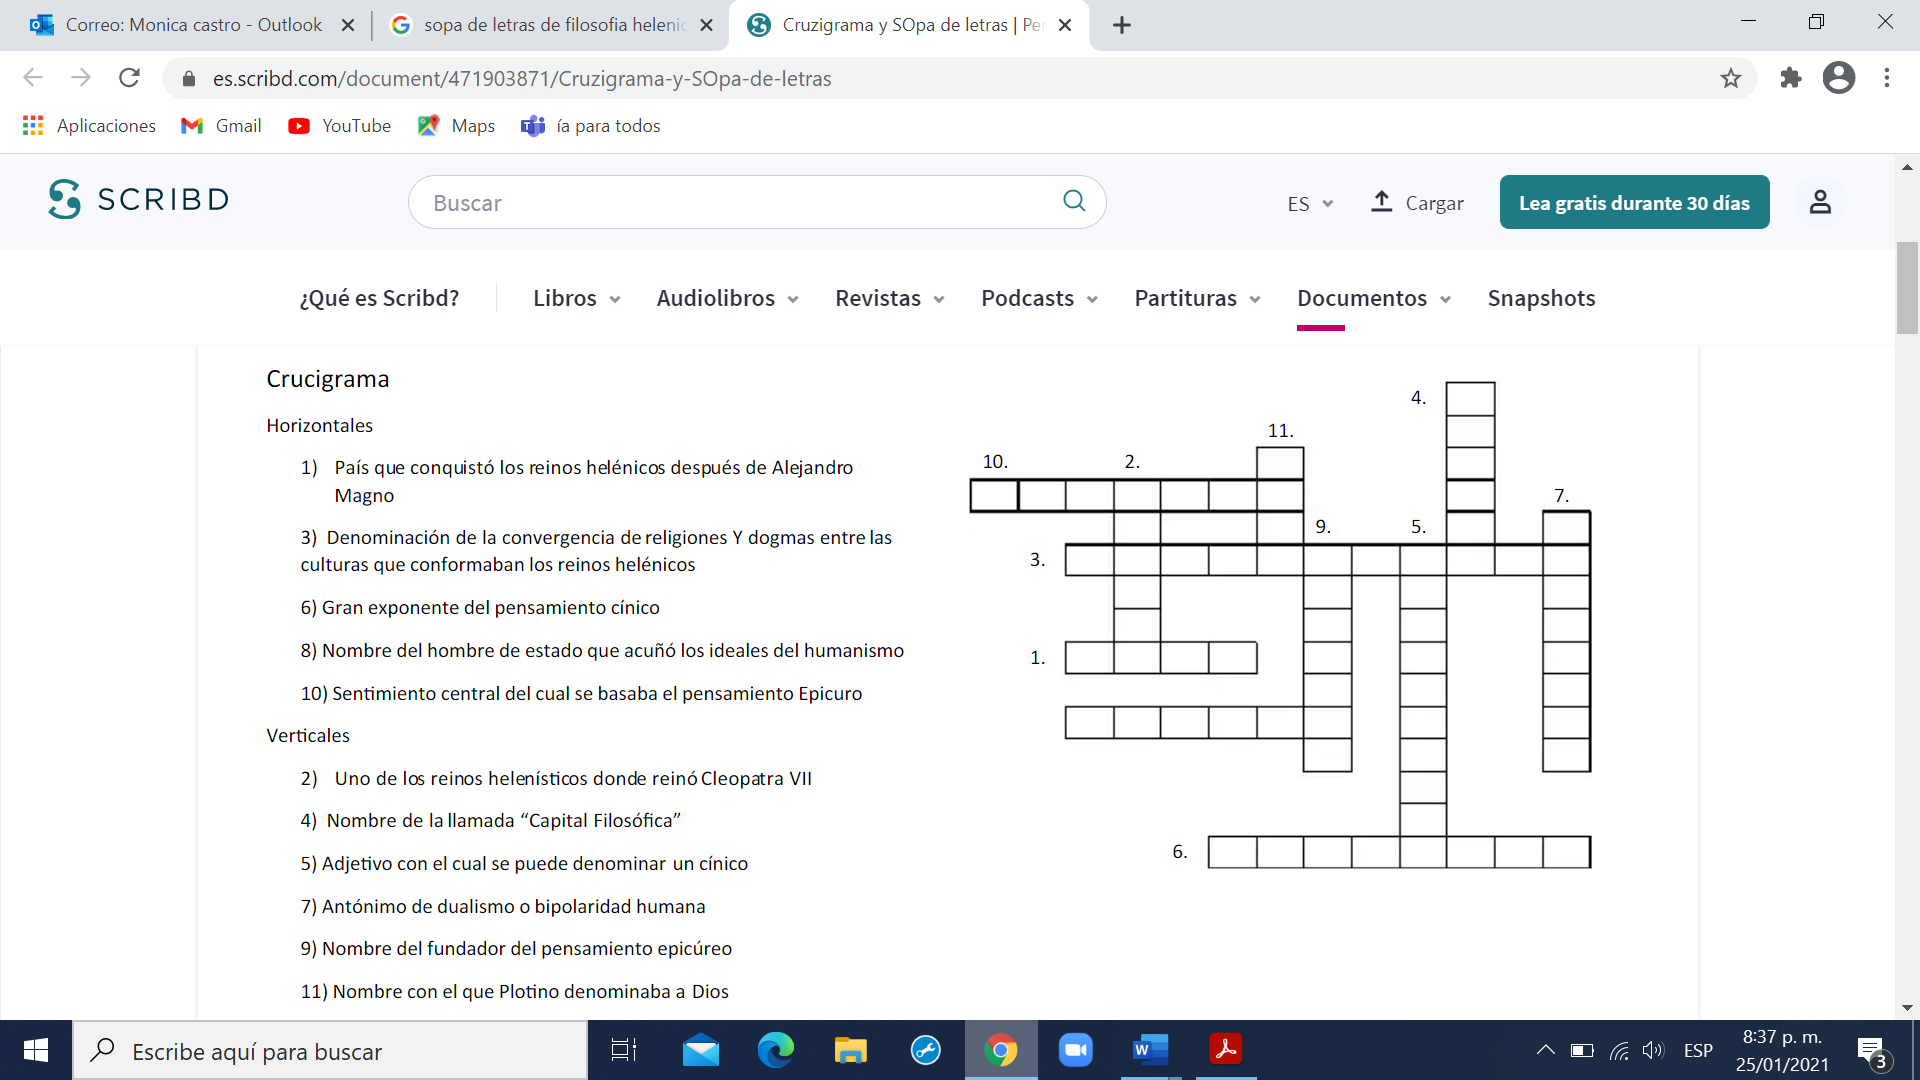 Correo: Monica castro - Outlook
sopa de letras de filosofia helenic
Cruzigrama y SOpa de letras | Pe
es.scribd.com/document/471903871/Cruzigrama-y-SOpa-de-letras
Aplicaciones
Gmail
YouTube
Maps
ía para todos
SCRIBD
Buscar
ES
Cargar
Lea gratis durante 30 días
¿Qué es Scribd?
Libros
Audiolibros
Revistas
Podcasts
Partituras
Documentos
Snapshots
Crucigrama
Horizontales
1) País que conquistó los reinos helénicos después de Alejandro
Magno
3) Denominación de la convergencia de religiones Y dogmas entre las
culturas que conformaban los reinos helénicos
6) Gran exponente del pensamiento cínico
8) Nombre del hombre de estado que acuñó los ideales del humanismo
10) Sentimiento central del cual se basaba el pensamiento Epicuro
Verticales
2) Uno de los reinos helenísticos donde reinó Cleopatra VII
4) Nombre de la llamada “Capital Filosófica”
5) Adjetivo con el cual se puede denominar un cínico
7) Antónimo de dualismo o bipolaridad humana
9) Nombre del fundador del pensamiento epicúreo
11) Nombre con el que Plotino denominaba a Dios
4.
11.
10.
2.
7.
9.
5.
3.
1.
6.
Escribe aquí para buscar
ESP
8:37 p. m.
25/01/2021
3